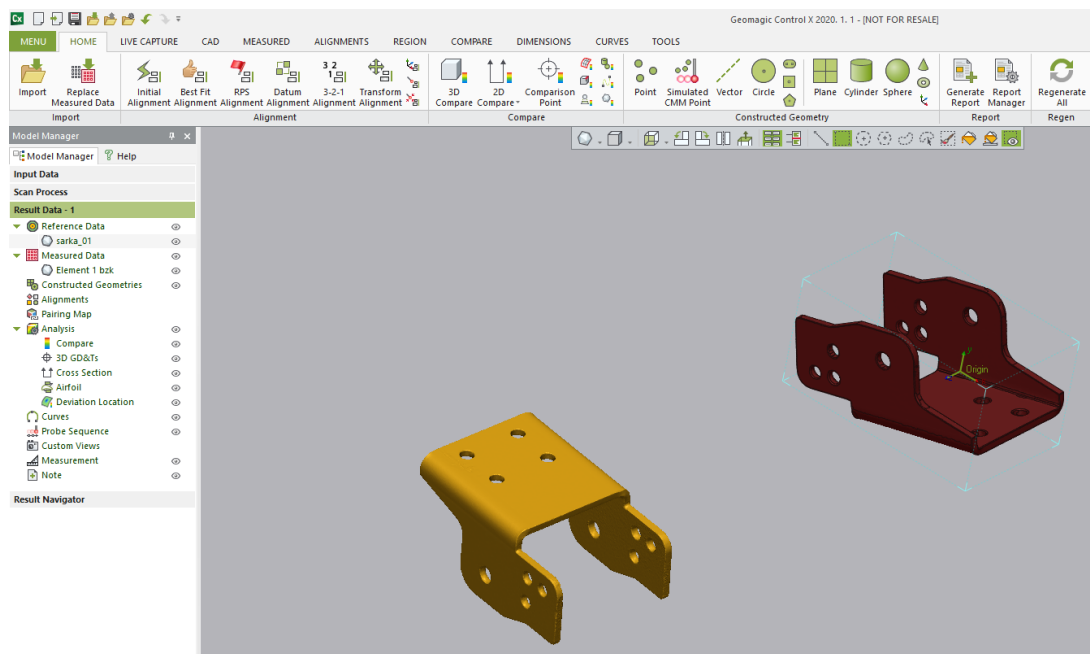 Cx
Geomagic Control X 2020. 1. 1 - [NOT FOR RESALE]
MENU HOME LIVE CAPTURE CAD MEASURED ALIGNMENTS REGION COMPARE DIMENSIONS CURVES TOOLS
3 2
1
Import Replace Initial Best Fit RPS Datum 3-2-1 Transform 3D 2D Comparison Point Simulated Vector Circle Plane Cylinder Sphere Generate Report Regenerate
Measured Data Alignment Alignment Alignment Alignment Alignment Alignment Compare Compare Point CMM Point Report Manager All
Import Alignment Compare Constructed Geometry Report Regen
Model Manager
Model Manager Help
Input Data
Scan Process
Result Data - 1
Reference Data
sarka_01
Measured Data
Element 1 bzk
Constructed Geometries
Alignments
Pairing Map
Analysis
Compare
3D GD&Ts
Cross Section
Airfoil
Deviation Location
Curves
Probe Sequence
Custom Views
Measurement
Note
Result Navigator
y
Origin